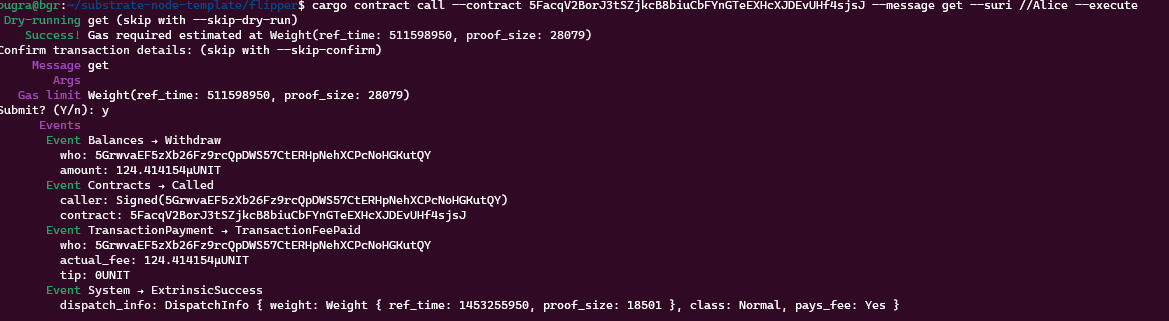 bugra@bgr:~/substrate-node-template/flipper$ cargo contract call --contract 5FacqV2BorJ3tSZjkcB8biuCbFYnGTeEXHcXJDEvUHf4sjsJ --message get --suri //Alice --execute
Dry-running get (skip with --skip-dry-run)
Success! Gas required estimated at Weight(ref_time: 511598950, proof_size: 28079)
Confirm transaction details: (skip with --skip-confirm)
Message get
Args
Gas limit Weight(ref_time: 511598950, proof_size: 28079)
Submit? (Y/n): y
Events
Event Balances → Withdraw
who: 5GrwvaEF5zXb26Fz9rcQpDWS57CtERHpNehXCPcNoHGKutQY
amount: 124.414154μUNIT
Event Contracts → Called
caller: Signed(5GrwvaEF5zXb26Fz9rcQpDWS57CtERHpNehXCPcNoHGKutQY)
contract: 5FacqV2BorJ3tSZjkcB8biuCbFYnGTeEXHcXJDEvUHf4sjsJ
Event TransactionPayment → TransactionFeePaid
who: 5GrwvaEF5zXb26Fz9rcQpDWS57CtERHpNehXCPcNoHGKutQY
actual_fee: 124.414154μUNIT
tip: 0UNIT
Event System → ExtrinsicSuccess
dispatch_info: DispatchInfo { weight: Weight { ref_time: 1453255950, proof_size: 18501 }, class: Normal, pays_fee: Yes }